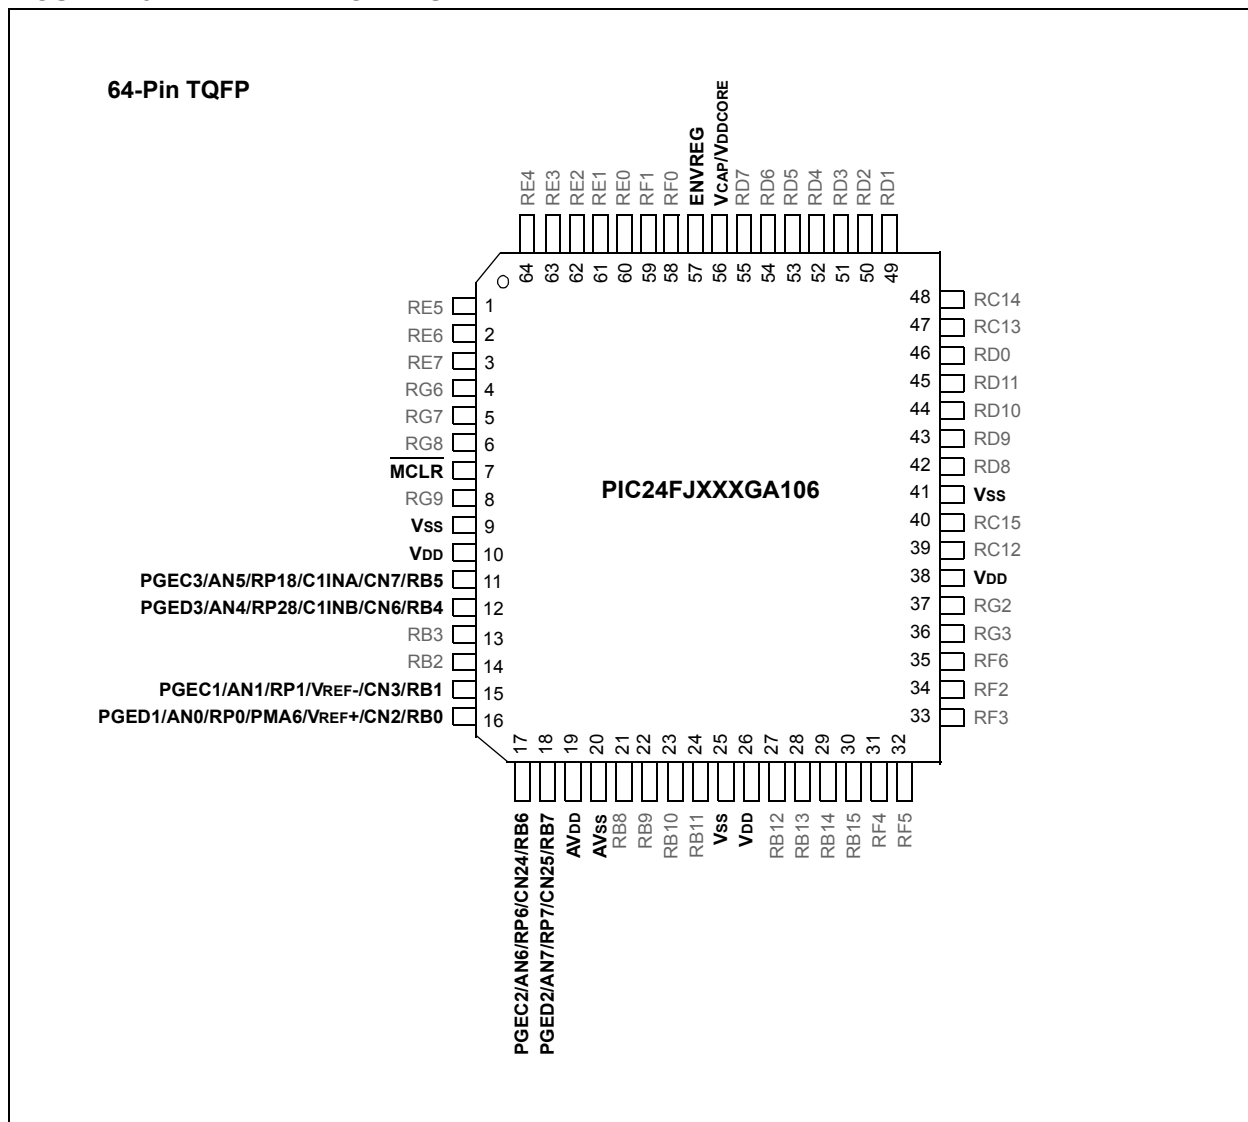 64-Pin TQFP
RE4
RE3
RE2
RE1
RE0
RF1
RF0
ENVREG
VCAP/VDDCORE
RD7
RD6
RD5
RD4
RD3
RD2
RD1
64
63
62
61
60
59
58
57
56
55
54
53
52
51
50
49
RE5 1
RE6 2
RE7 3
RG6 4
RG7 5
RG8 6
MCLR 7
RG9 8
VSS 9
VDD 10
PGEC3/AN5/RP18/C1INA/CN7/RB5 11
PGED3/AN4/RP28/C1INB/CN6/RB4 12
RB3 13
RB2 14
PGEC1/AN1/RP1/VREF-/CN3/RB1 15
PGED1/AN0/RP0/PMA6/VREF+/CN2/RB0 16
PIC24FJXXXGA106
48 RC14
47 RC13
46 RD0
45 RD11
44 RD10
43 RD9
42 RD8
41 VSS
40 RC15
39 RC12
38 VDD
37 RG2
36 RG3
35 RF6
34 RF2
33 RF3
17
18
19
20
21
22
23
24
25
26
27
28
29
30
31
32
PGEC2/AN6/RP6/CN24/RB6
PGED2/AN7/RP7/CN25/RB7
AVDD
AVSS
RB8
RB9
RB10
RB11
VSS
VDD
RB12
RB13
RB14
RB15
RF4
RF5